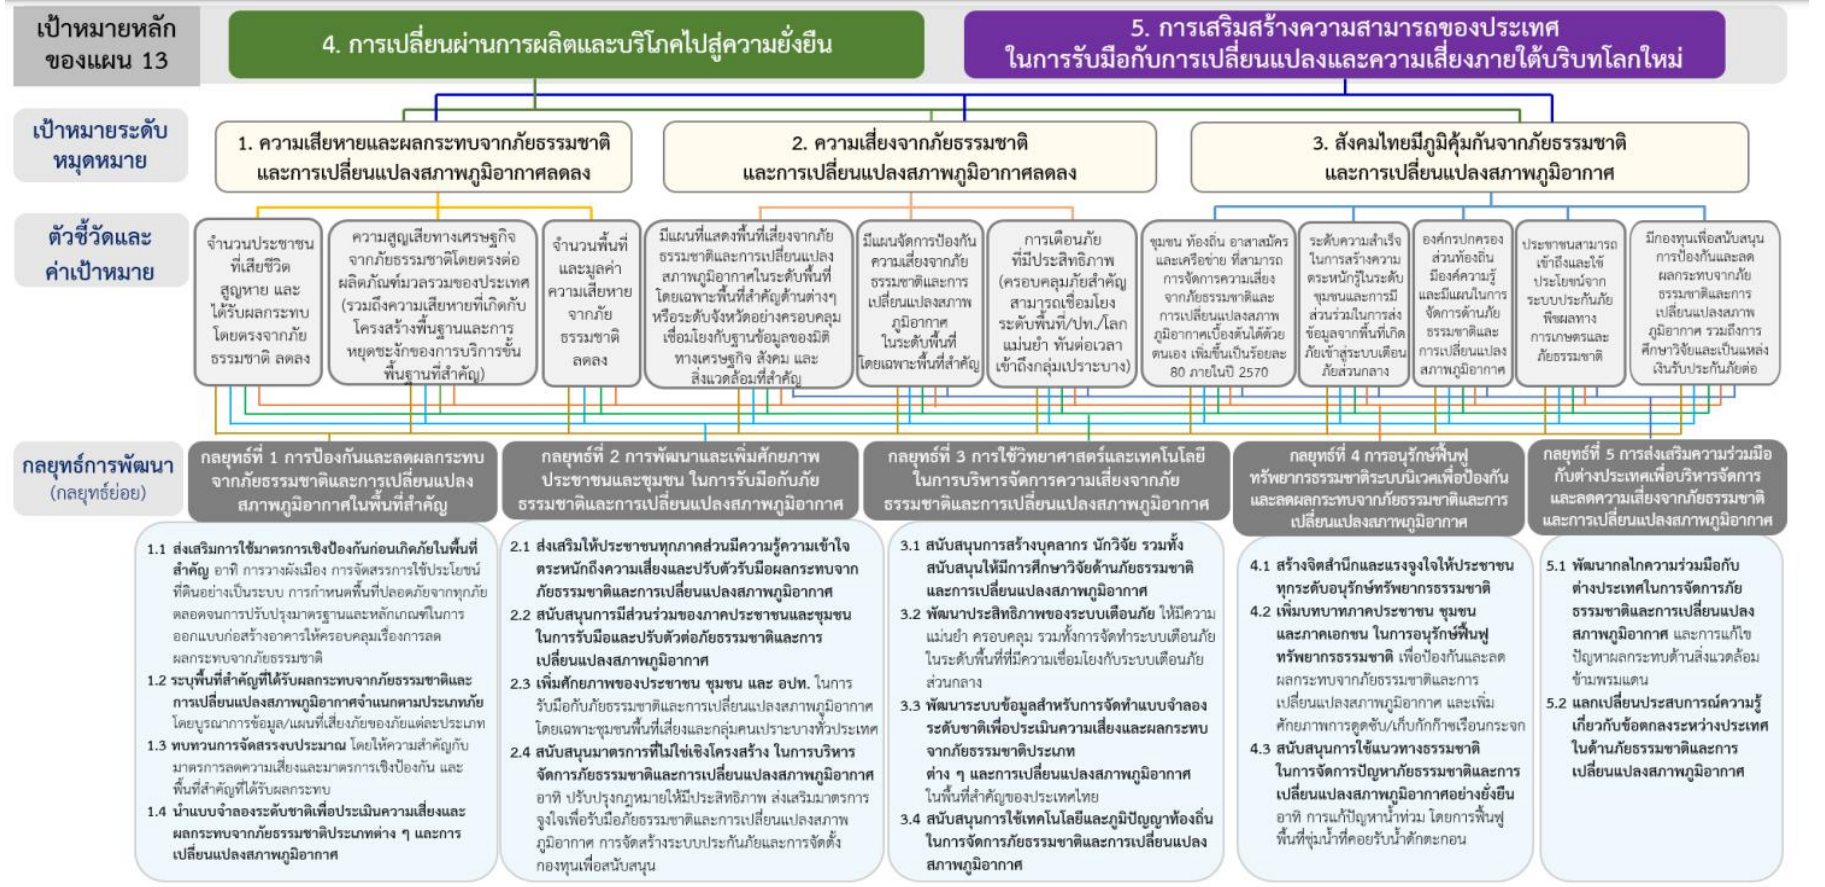 เป้าหมายหลัก
ของแผน 13
4. การเปลี่ยนผ่านการผลิตและบริโภคไปสู่ความยั่งยืน
5. การเสริมสร้างความสามารถของประเทศ
ในการรับมือกับการเปลี่ยนแปลงและความเสี่ยงภายใต้บริบทโลกใหม่
เป้าหมายระดับ
หมุดหมาย
1. ความเสียหายและผลกระทบจากภัยธรรมชาติ
และการเปลี่ยนแปลงสภาพภูมิอากาศลดลง
2. ความเสี่ยงจากภัยธรรมชาติ
และการเปลี่ยนแปลงสภาพภูมิอากาศลดลง
3. สังคมไทยมีภูมิคุ้มกันจากภัยธรรมชาติ
และการเปลี่ยนแปลงสภาพภูมิอากาศ
ตัวชี้วัดและ
ค่าเป้าหมาย
จำนวนประชาชน
ที่เสียชีวิต
สูญหาย และ
ได้รับผลกระทบ
โดยตรงจากภัย
ธรรมชาติ ลดลง
ความสูญเสียทางเศรษฐกิจ
จากภัยธรรมชาติโดยตรงต่อ
ผลิตภัณฑ์มวลรวมของประเทศ
(รวมถึงความเสียหายที่เกิดกับ
โครงสร้างพื้นฐานและการ
หยุดชะงักของการบริการขั้น
พื้นฐานที่สำคัญ)
จำนวนพื้นที่
และมูลค่า
ความเสียหาย
จากภัย
ธรรมชาติ
ลดลง
มีแผนที่แสดงพื้นที่เสี่ยงจากภัย
ธรรมชาติและการเปลี่ยนแปลง
สภาพภูมิอากาศในระดับพื้นที่
โดยเฉพาะพื้นที่สำคัญด้านต่างๆ
หรือระดับจังหวัดอย่างครอบคลุม
เชื่อมโยงกับฐานข้อมูลของมิติ
ทางเศรษฐกิจ สังคม และ
สิ่งแวดล้อมที่สำคัญ
มีแผนจัดการป้องกัน
ความเสี่ยงจากภัย
ธรรมชาติและการ
เปลี่ยนแปลงสภาพ
ภูมิอากาศ
ในระดับพื้นที่
โดยเฉพาะพื้นที่สำคัญ
การเตือนภัย
ที่มีประสิทธิภาพ
(ครอบคลุมภัยสำคัญ
สามารถเชื่อมโยง
ระดับพื้นที่/ปท./โลก
แม่นยำ ทันต่อเวลา
เข้าถึงกลุ่มเปราะบาง)
ชุมชน ท้องถิ่น อาสาสมัคร
และเครือข่าย ที่สามารถ
การจัดการความเสี่ยง
จากภัยธรรมชาติและ
การเปลี่ยนแปลงสภาพ
ภูมิอากาศเบื้องต้นได้ด้วย
ตนเอง เพิ่มขึ้นเป็นร้อยละ
80 ภายในปี 2570
ระดับความสำเร็จ
ในการสร้างความ
ตระหนักรู้ในระดับ
ชุมชนและการมี
ส่วนร่วมในการส่ง
ข้อมูลจากพื้นที่เกิด
ภัยเข้าสู่ระบบเตือน
ภัยส่วนกลาง
องค์กรปกครอง
ส่วนท้องถิ่น
มีองค์ความรู้
และมีแผนในการ
จัดการด้านภัย
ธรรมชาติและ
การเปลี่ยนแปลง
สภาพภูมิอากาศ
ประชาชนสามารถ
เข้าถึงและใช้
ประโยชน์จาก
ระบบประกันภัย
พืชผลทาง
การเกษตรและ
ภัยธรรมชาติ
มีกองทุนเพื่อสนับสนุน
การป้องกันและลด
ผลกระทบจากภัย
ธรรมชาติและการ
เปลี่ยนแปลงสภาพ
ภูมิอากาศ รวมถึงการ
ศึกษาวิจัยและเป็นแหล่ง
เงินรับประกันภัยต่อ
กลยุทธ์การพัฒนา
(กลยุทธ์ย่อย)
กลยุทธ์ที่ 1 การป้องกันและลดผลกระทบ
จากภัยธรรมชาติและการเปลี่ยนแปลง
สภาพภูมิอากาศในพื้นที่สำคัญ
กลยุทธ์ที่ 2 การพัฒนาและเพิ่มศักยภาพ
ประชาชนและชุมชน ในการรับมือกับภัย
ธรรมชาติและการเปลี่ยนแปลงสภาพภูมิอากาศ
กลยุทธ์ที่ 3 การใช้วิทยาศาสตร์และเทคโนโลยี
ในการบริหารจัดการความเสี่ยงจากภัย
ธรรมชาติและการเปลี่ยนแปลงสภาพภูมิอากาศ
กลยุทธ์ที่ 4 การอนุรักษ์ฟื้นฟู
ทรัพยากรธรรมชาติระบบนิเวศเพื่อป้องกัน
และลดผลกระทบจากภัยธรรมชาติและการ
เปลี่ยนแปลงสภาพภูมิอากาศ
กลยุทธ์ที่ 5 การส่งเสริมความร่วมมือ
กับต่างประเทศเพื่อบริหารจัดการ
และลดความเสี่ยงจากภัยธรรมชาติ
และการเปลี่ยนแปลงสภาพภูมิอากาศ
1.1 ส่งเสริมการใช้มาตรการเชิงป้องกันก่อนเกิดภัยในพื้นที่
สำคัญ อาทิ การวางผังเมือง การจัดสรรการใช้ประโยชน์
ที่ดินอย่างเป็นระบบ การกำหนดพื้นที่ปลอดภัยจากทุกภัย
ตลอดจนการปรับปรุงมาตรฐานและหลักเกณฑ์ในการ
ออกแบบก่อสร้างอาคารให้ครอบคลุมเรื่องการลด
ผลกระทบจากภัยธรรมชาติ
1.2 ระบุพื้นที่สำคัญที่ได้รับผลกระทบจากภัยธรรมชาติและ
การเปลี่ยนแปลงสภาพภูมิอากาศจำแนกตามประเภทภัย
โดยบูรณาการข้อมูล/แผนที่เสี่ยงภัยของภัยแต่ละประเภท
1.3 ทบทวนการจัดสรรงบประมาณ โดยให้ความสำคัญกับ
มาตรการลดความเสี่ยงและมาตรการเชิงป้องกัน และ
พื้นที่สำคัญที่ได้รับผลกระทบ
1.4 นำแบบจำลองระดับชาติเพื่อประเมินความเสี่ยงและ
ผลกระทบจากภัยธรรมชาติประเภทต่าง ๆ และการ
เปลี่ยนแปลงสภาพภูมิอากาศ
2.1 ส่งเสริมให้ประชาชนทุกภาคส่วนมีความรู้ความเข้าใจ
ตระหนักถึงความเสี่ยงและปรับตัวรับมือผลกระทบจาก
ภัยธรรมชาติและการเปลี่ยนแปลงสภาพภูมิอากาศ
2.2 สนับสนุนการมีส่วนร่วมของภาคประชาชนและชุมชน
ในการรับมือและปรับตัวต่อภัยธรรมชาติและการ
เปลี่ยนแปลงสภาพภูมิอากาศ
2.3 เพิ่มศักยภาพของประชาชน ชุมชน และ อปท. ในการ
รับมือกับภัยธรรมชาติและการเปลี่ยนแปลงสภาพภูมิอากาศ
โดยเฉพาะชุมชนพื้นที่เสี่ยงและกลุ่มคนเปราะบางทั่วประเทศ
2.4 สนับสนุนมาตรการที่ไม่ใช่เชิงโครงสร้าง ในการบริหาร
จัดการภัยธรรมชาติและการเปลี่ยนแปลงสภาพภูมิอากาศ
อาทิ ปรับปรุงกฎหมายให้มีประสิทธิภาพ ส่งเสริมมาตรการ
จูงใจเพื่อรับมือภัยธรรมชาติและการเปลี่ยนแปลงสภาพ
ภูมิอากาศ การจัดสร้างระบบประกันภัยและการจัดตั้ง
กองทุนเพื่อสนับสนุน
3.1 สนับสนุนการสร้างบุคลากร นักวิจัย รวมทั้ง
สนับสนุนให้มีการศึกษาวิจัยด้านภัยธรรมชาติ
และการเปลี่ยนแปลงสภาพภูมิอากาศ
3.2 พัฒนาประสิทธิภาพของระบบเตือนภัย ให้มีความ
แม่นยำ ครอบคลุม รวมทั้งการจัดทำระบบเตือนภัย
ในระดับพื้นที่ที่มีความเชื่อมโยงกับระบบเตือนภัย
ส่วนกลาง
3.3 พัฒนาระบบข้อมูลสำหรับการจัดทำแบบจำลอง
ระดับชาติเพื่อประเมินความเสี่ยงและผลกระทบ
จากภัยธรรมชาติประเภท
ต่าง ๆ และการเปลี่ยนแปลงสภาพภูมิอากาศ
ในพื้นที่สำคัญของประเทศไทย
3.4 สนับสนุนการใช้เทคโนโลยีและภูมิปัญญาท้องถิ่น
ในการจัดการภัยธรรมชาติและการเปลี่ยนแปลง
สภาพภูมิอากาศ
4.1 สร้างจิตสำนึกและแรงจูงใจให้ประชาชน
ทุกระดับอนุรักษ์ทรัพยากรธรรมชาติ
4.2 เพิ่มบทบาทภาคประชาชน ชุมชน
และภาคเอกชน ในการอนุรักษ์ฟื้นฟู
ทรัพยากรธรรมชาติ เพื่อป้องกันและลด
ผลกระทบจากภัยธรรมชาติและการ
เปลี่ยนแปลงสภาพภูมิอากาศ และเพิ่ม
ศักยภาพการดูดซับ/เก็บกักก๊าซเรือนกระจก
4.3 สนับสนุนการใช้แนวทางธรรมชาติ
ในการจัดการปัญหาภัยธรรมชาติและการ
เปลี่ยนแปลงสภาพภูมิอากาศอย่างยั่งยืน
อาทิ การแก้ปัญหาน้ำท่วม โดยการฟื้นฟู
พื้นที่ชุ่มน้ำที่คอยรับน้ำดักตะกอน
5.1 พัฒนากลไกความร่วมมือกับ
ต่างประเทศในการจัดการภัย
ธรรมชาติและการเปลี่ยนแปลง
สภาพภูมิอากาศ และการแก้ไข
ปัญหาผลกระทบด้านสิ่งแวดล้อม
ข้ามพรมแดน
5.2 แลกเปลี่ยนประสบการณ์ความรู้
เกี่ยวกับข้อตกลงระหว่างประเทศ
ในด้านภัยธรรมชาติและการ
เปลี่ยนแปลงสภาพภูมิอากาศ